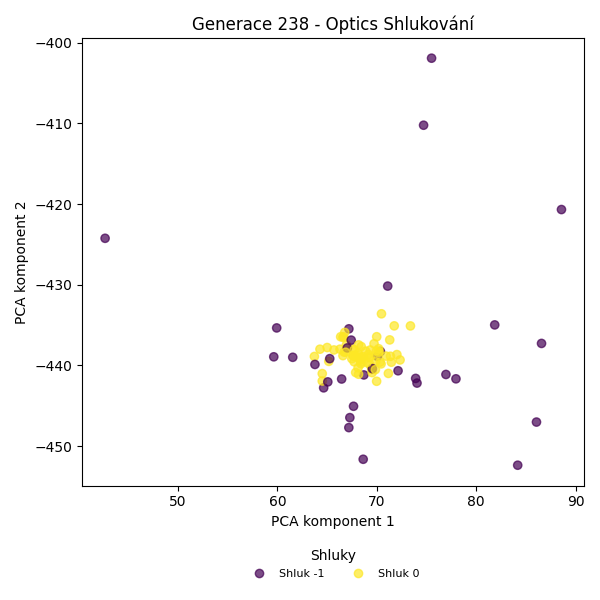 Generace 238 - Optics Shlukování
−400
−410
−420
−430
−440
−450
PCA komponent 2
50 60 70 80 90
PCA komponent 1
Shluky
Shluk -1 Shluk 0